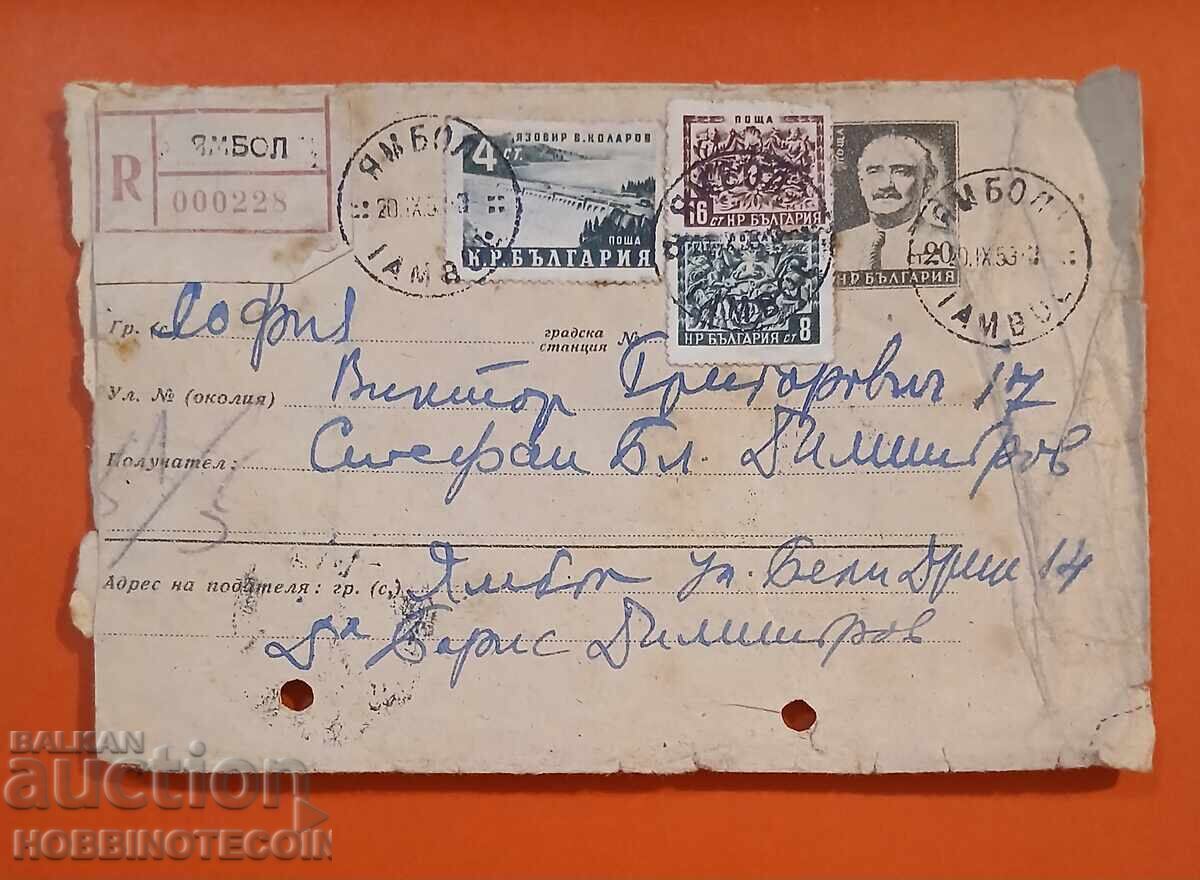 R ЯМБОЛ
000228
ЯМБОЛ
20.IX.53
IAMBOL
4 СТ.
ЯЗОВИР В. КОЛАРОВ
ПОЩА
Н.Р. БЪЛГАРИЯ
ПОЩА
16 СТ НР БЪЛГАРИЯ
НР БЪЛГАРИЯ СТ 8
ПОЩА
20
НР БЪЛГАРИЯ
ЯМБОЛ
20.IX.53
IAMBOL
Гр. (с.) София градска станция №
Ул. № (околия) Виктор Григорович 17
Получател: Стефан Бл. Димитров
Адрес на подателя: гр. (с.) Ямбол ул. Бели Дрин 14
Борис Димитров
BALKAN
auction
HOBBINOTECOIN